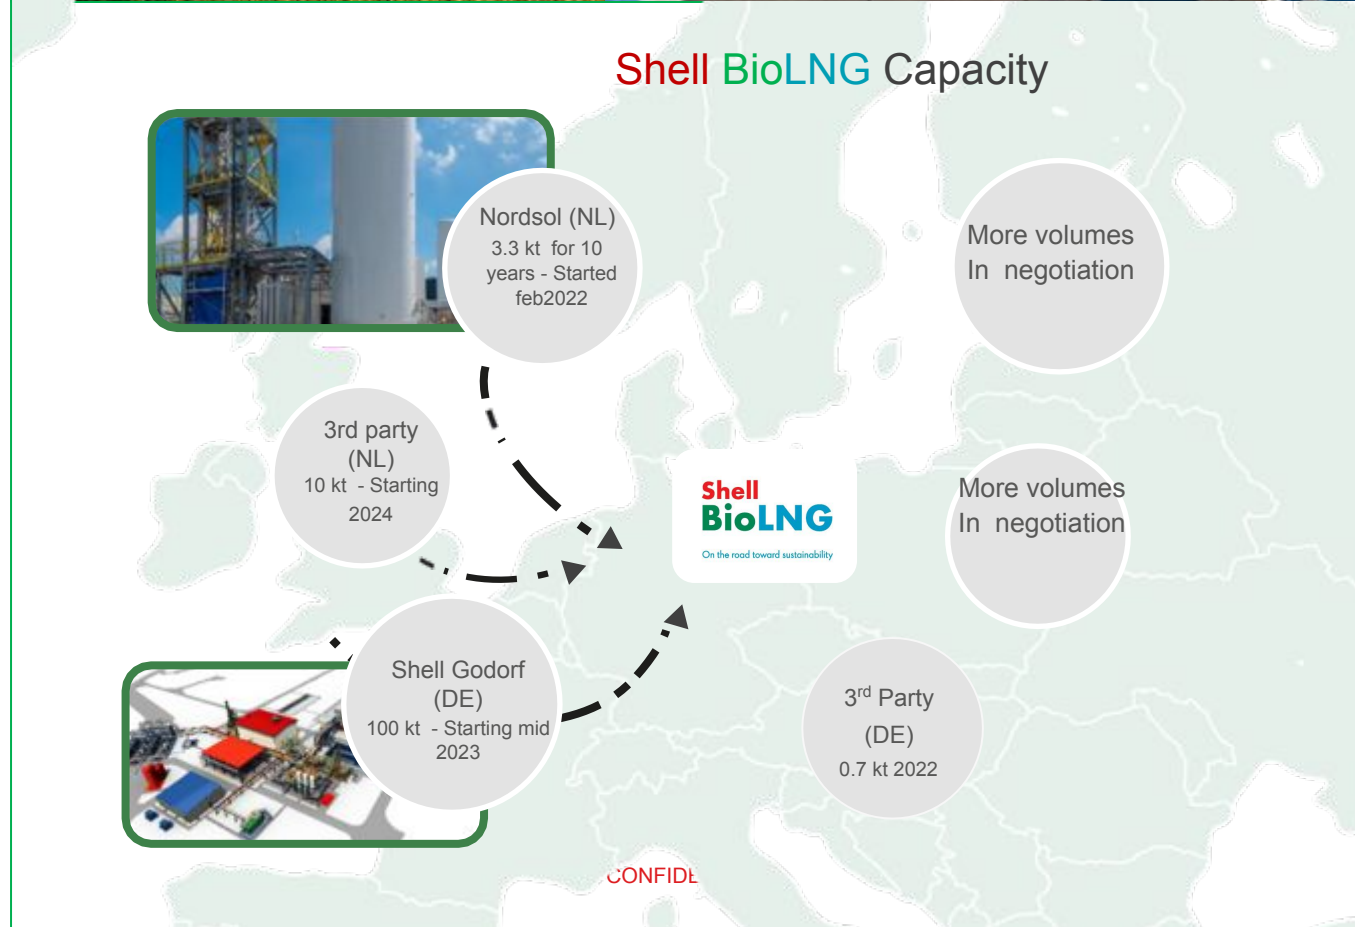 Shell BioLNG Capacity
Nordsol (NL)
3.3 kt for 10
years - Started
feb2022
More volumes
In negotiation
3rd party
(NL)
10 kt - Starting
2024
Shell
BioLNG
On the road toward sustainability
More volumes
In negotiation
Shell Godorf
(DE)
100 kt - Starting mid
2023
3rd Party
(DE)
0.7 kt 2022
CONFIDE